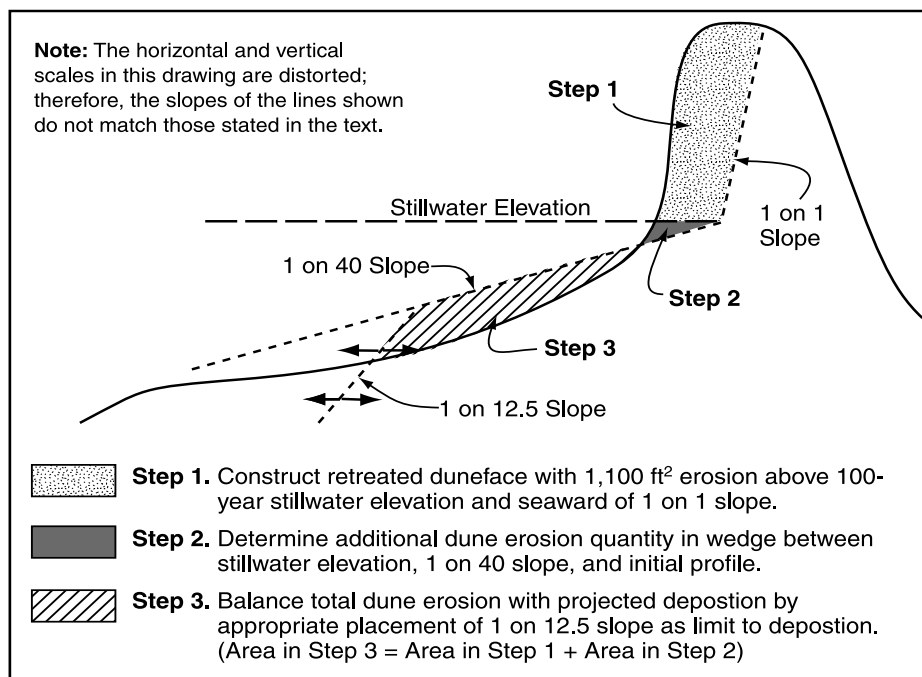 Note: The horizontal and vertical
scales in this drawing are distorted;
therefore, the slopes of the lines shown
do not match those stated in the text.
Step 1
Stillwater Elevation
1 on 1
Slope
1 on 40 Slope
Step 2
Step 3
1 on 12.5 Slope
Step 1. Construct retreated duneface with 1,100 ft² erosion above 100-
year stillwater elevation and seaward of 1 on 1 slope.
Step 2. Determine additional dune erosion quantity in wedge between
stillwater elevation, 1 on 40 slope, and initial profile.
Step 3. Balance total dune erosion with projected depostion by
appropriate placement of 1 on 12.5 slope as limit to depostion.
(Area in Step 3 = Area in Step 1 + Area in Step 2)